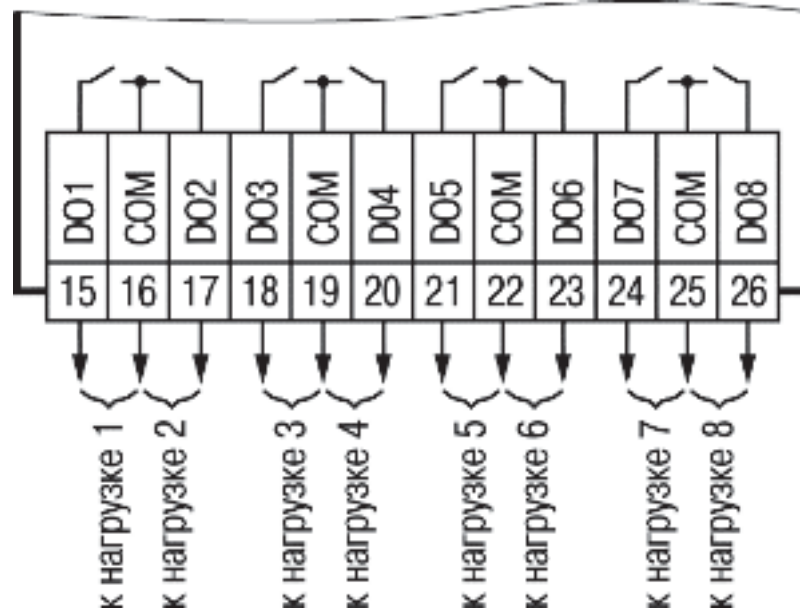 DO1 COM DO2 DO3 COM D04 DO5 COM DO6 DO7 COM DO8
15 16 17 18 19 20 21 22 23 24 25 26
к нагрузке 1
к нагрузке 2
к нагрузке 3
к нагрузке 4
к нагрузке 5
к нагрузке 6
к нагрузке 7
к нагрузке 8